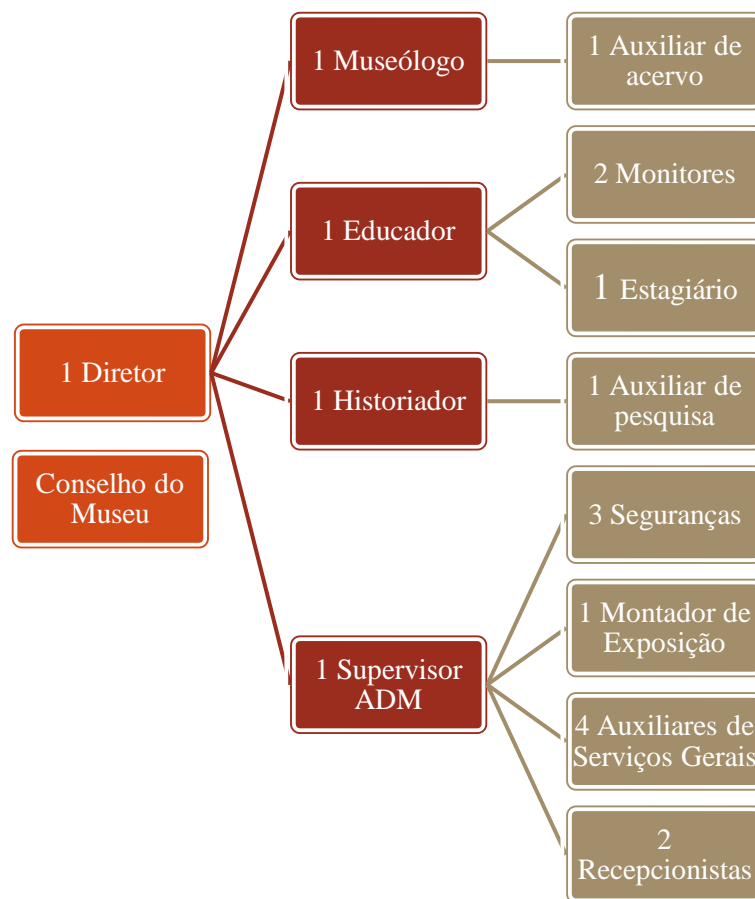 1 Museólogo
1 Auxiliar de
acervo
2 Monitores
1 Educador
1 Estagiário
1 Diretor
1 Historiador
1 Auxiliar de
pesquisa
Conselho do
Museu
3 Seguranças
1 Montador de
Exposição
1 Supervisor
ADM
4 Auxiliares de
Serviços Gerais
2
Recepcionistas